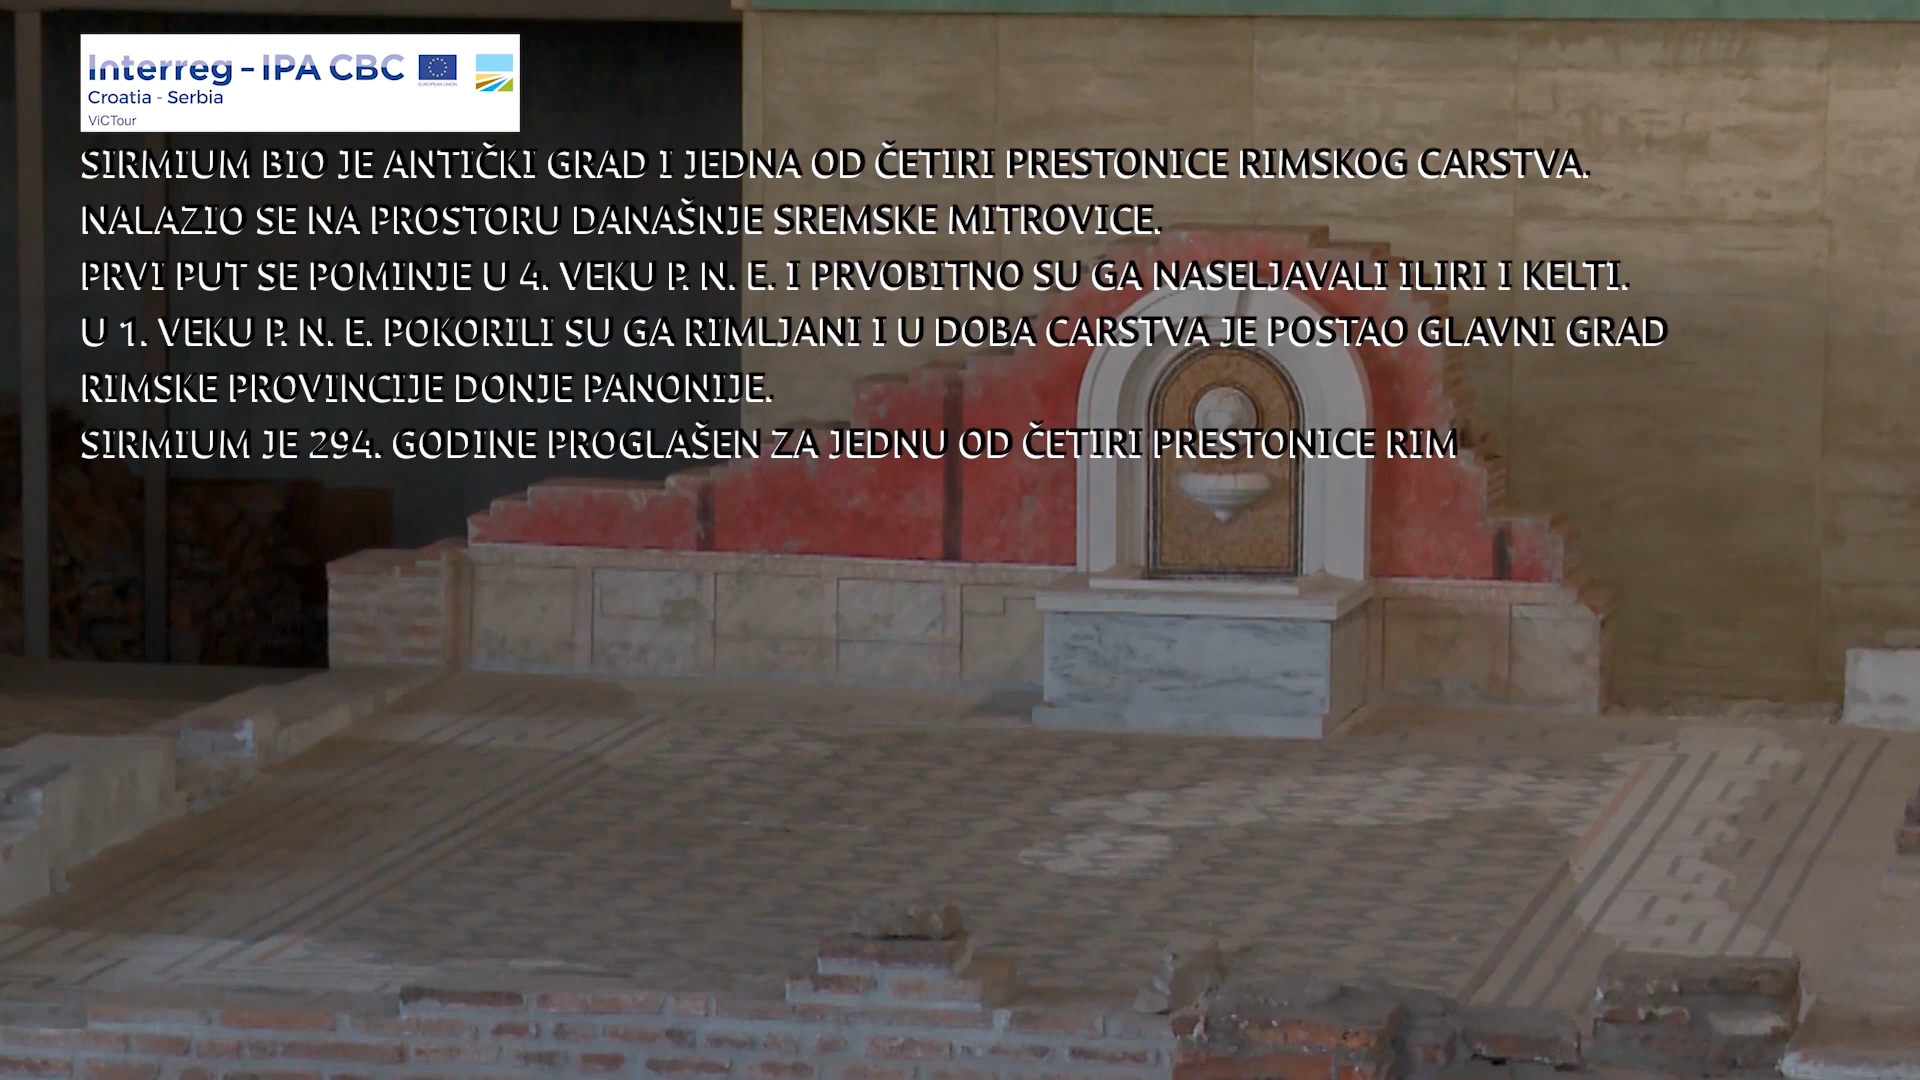 Interreg - IPA CBC
EUROPEAN UNION
Croatia - Serbia
ViCTour
SIRMIUM BIO JE ANTIČKI GRAD I JEDNA OD ČETIRI PRESTONICE RIMSKOG CARSTVA.
NALAZIO SE NA PROSTORU DANAŠNJE SREMSKE MITROVICE.
PRVI PUT SE POMINJE U 4. VEKU P. N. E. I PRVOBITNO SU GA NASELJAVALI ILIRI I KELTI.
U 1. VEKU P. N. E. POKORILI SU GA RIMLJANI I U DOBA CARSTVA JE POSTAO GLAVNI GRAD
RIMSKE PROVINCIJE DONJE PANONIJE.
SIRMIUM JE 294. GODINE PROGLAŠEN ZA JEDNU OD ČETIRI PRESTONICE RIM